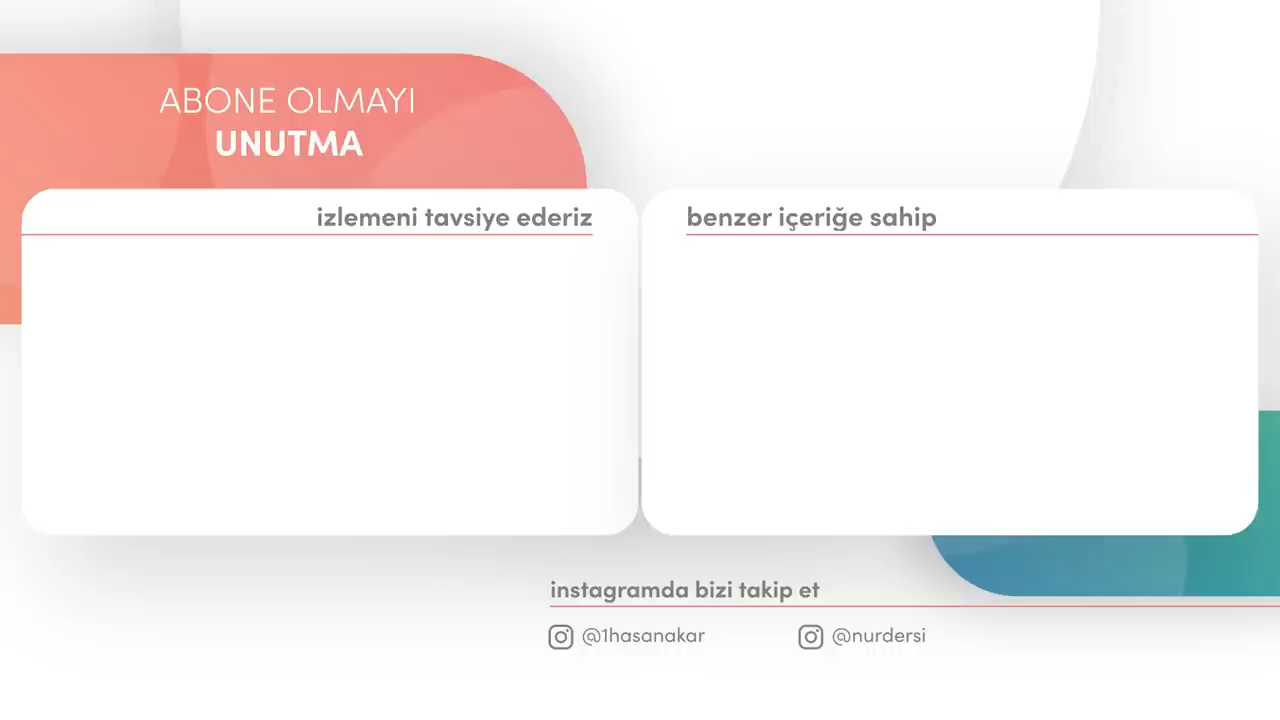 ABONE OLMAYI
UNUTMA
izlemeni tavsiye ederiz
benzer içeriğe sahip
instagramda bizi takip et
@1hasanakar
@nurdersi